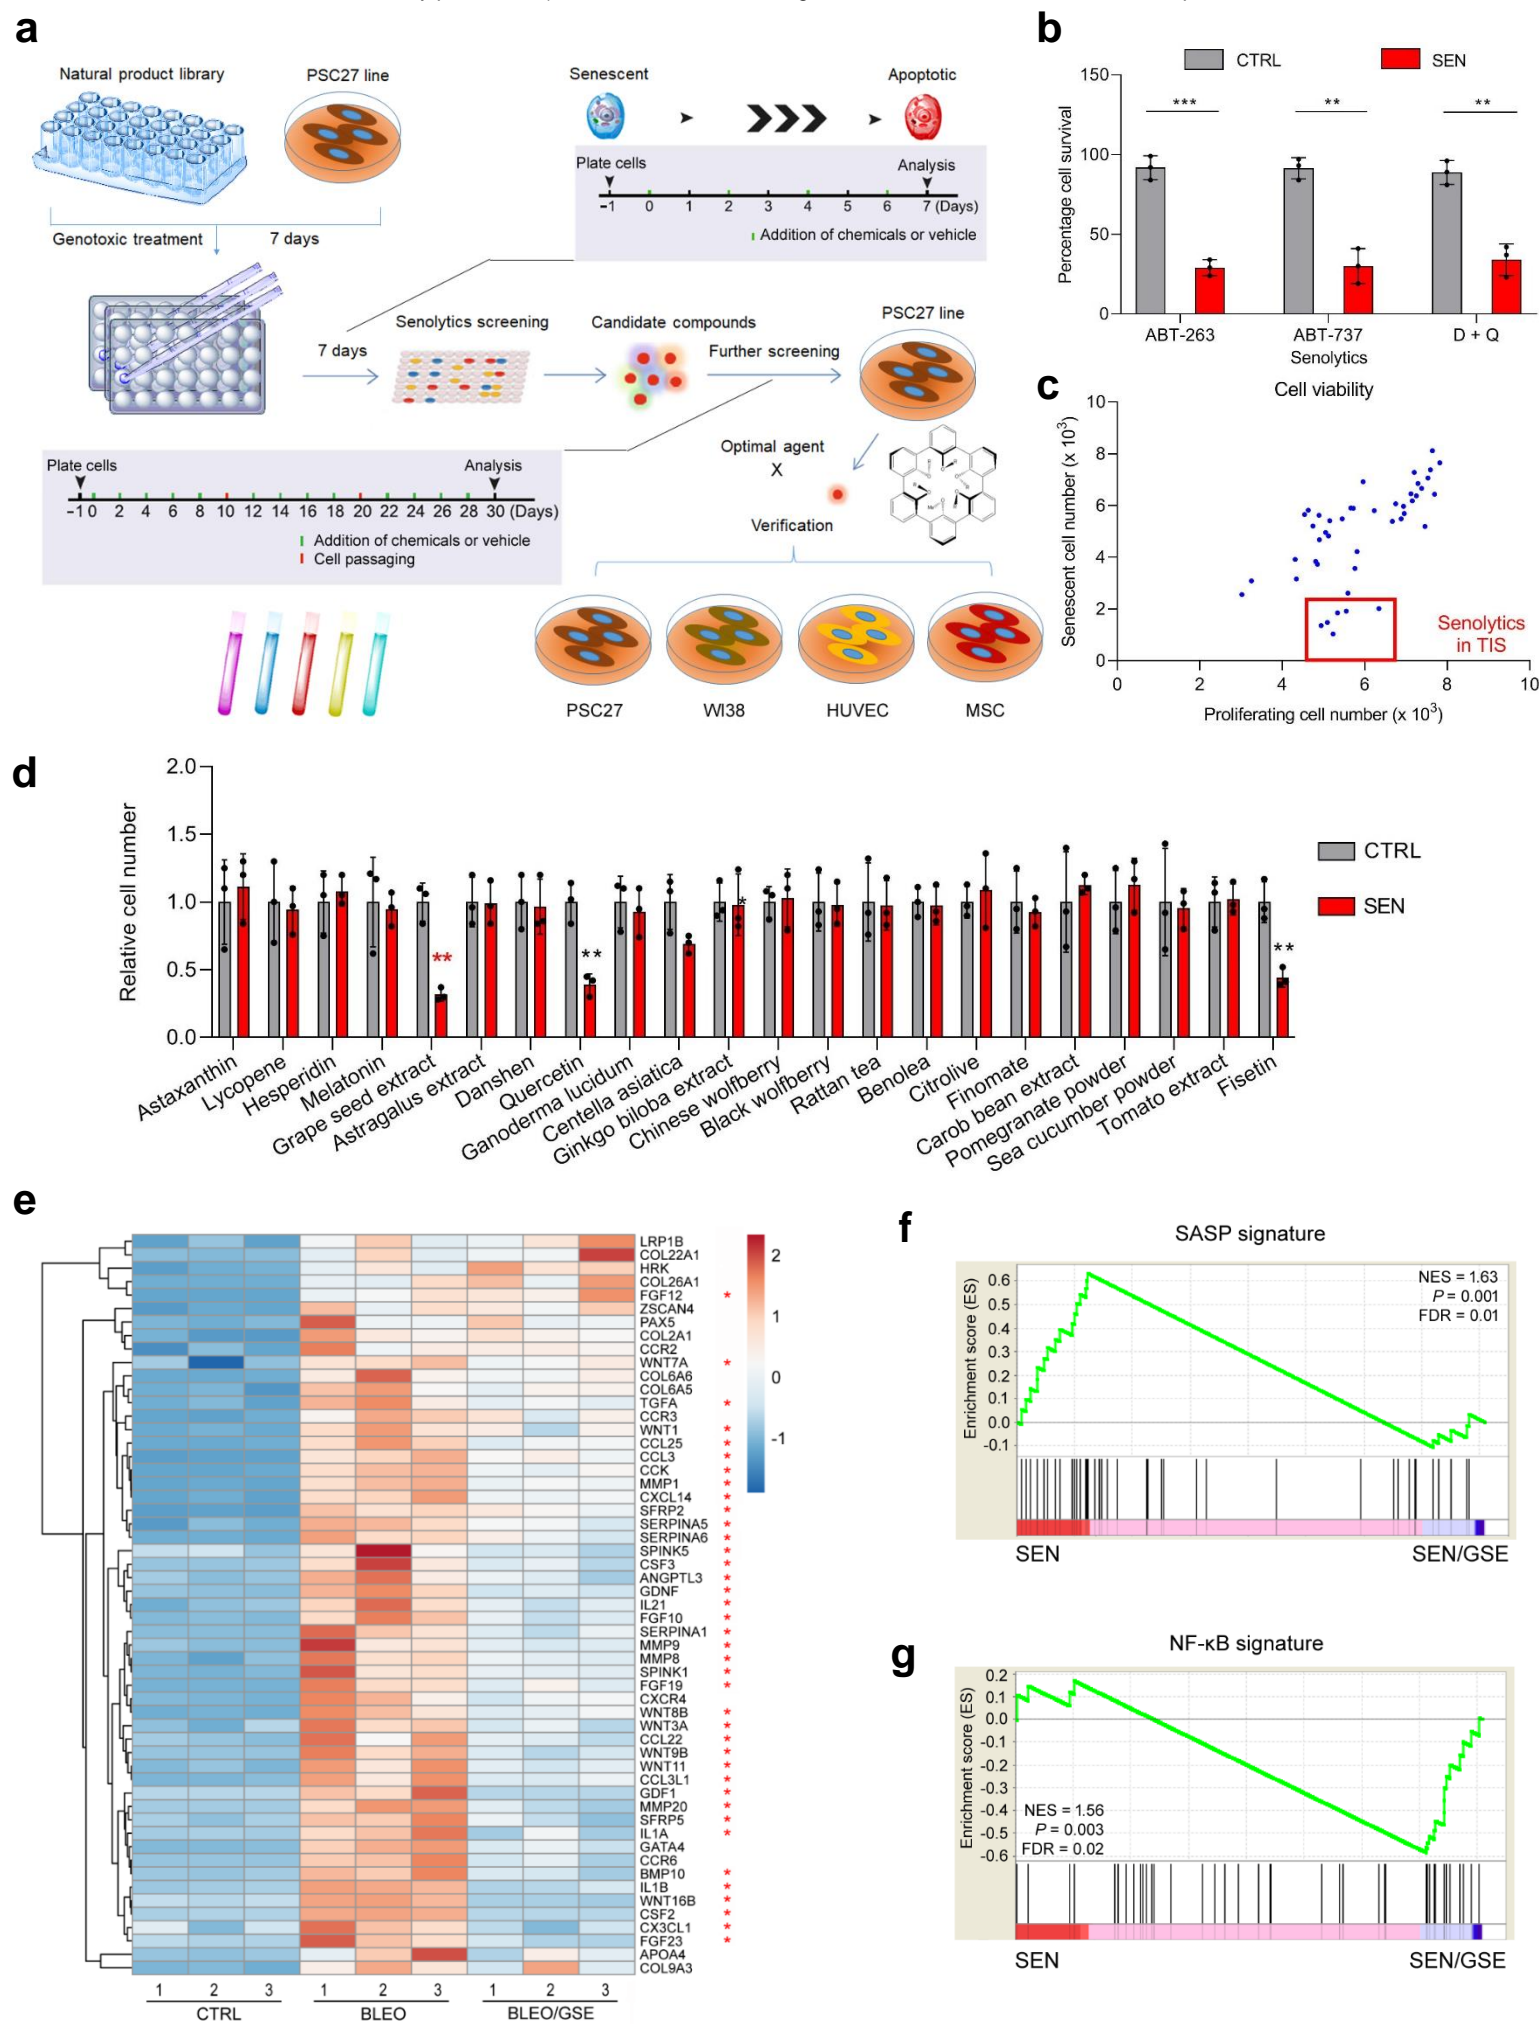 a
Natural product library
PSC27 line
Genotoxic treatment
7 days
Senescent
Apoptotic
Plate cells
Analysis
−1 0 1 2 3 4 5 6 7 (Days)
Addition of chemicals or vehicle
7 days
Senolytics screening
Candidate compounds
Further screening
PSC27 line
Plate cells
Analysis
−1 0 2 4 6 8 10 12 14 16 18 20 21 24 26 28 30 (Days)
Addition of chemicals or vehicle
Cell passaging
Optimal agent
X
Verification
PSC27
WI38
HUVEC
MSC
b
CTRL
SEN
Percentage cell survival
150
100
50
0
***
**
**
ABT-263
ABT-737
D + Q
Senolytics
c
Cell viability
Senescent cell number (x 10³)
10
8
6
4
2
0
0 2 4 6 8 10
Senolytics
in TIS
Proliferating cell number (x 10³)
d
Relative cell number
2.0
1.5
1.0
0.5
0.0
**
**
*
**
CTRL
SEN
Astaxanthin
Lycopene
Hesperidin
Melatonin
Grape seed extract
Astragalus extract
Danshen
Quercetin
Ganoderma lucidum
Centella asiatica
Ginkgo biloba extract
Chinese wolfberry
Black wolfberry
Rattan tea
Benolea
Citrolive
Finomate
Carob bean extract
Pomegranate powder
Sea cucumber powder
Tomato extract
Fisetin
e
LRP1B
COL22A1
HRK
COL26A1
FGF12 *
ZSCAN4
PAX5
COL2A1
CCR2
WNT7A *
COL6A6
COL6A5
TGFA *
CCR3
WNT1 *
CCL25 *
CCL3 *
CCK *
MMP1 *
CXCL14 *
SFRP2 *
SERPINA5 *
SERPINA6 *
SPINK5 *
CSF3 *
ANGPTL3 *
GDNF *
IL21 *
FGF10 *
SERPINA1 *
MMP9 *
MMP8 *
SPINK1 *
FGF19 *
CXCR4
WNT8B *
WNT3A *
CCL22 *
WNT9B *
WNT11 *
CCL3L1 *
GDF1 *
MMP20 *
SFRP5 *
IL1A *
GATA4
CCR6
BMP10 *
IL1B *
WNT16B *
CSF2 *
CX3CL1 *
FGF23 *
APOA4
COL9A3
2
1
0
-1
1 2 3 1 2 3 1 2 3
CTRL
BLEO
BLEO/GSE
f
SASP signature
Enrichment score (ES)
0.6
0.5
0.4
0.3
0.2
0.1
0.0
-0.1
NES = 1.63
P = 0.001
FDR = 0.01
SEN
SEN/GSE
g
NF-κB signature
Enrichment score (ES)
0.2
0.1
0.0
-0.1
-0.2
-0.3
-0.4
-0.5
-0.6
NES = 1.56
P = 0.003
FDR = 0.02
SEN
SEN/GSE